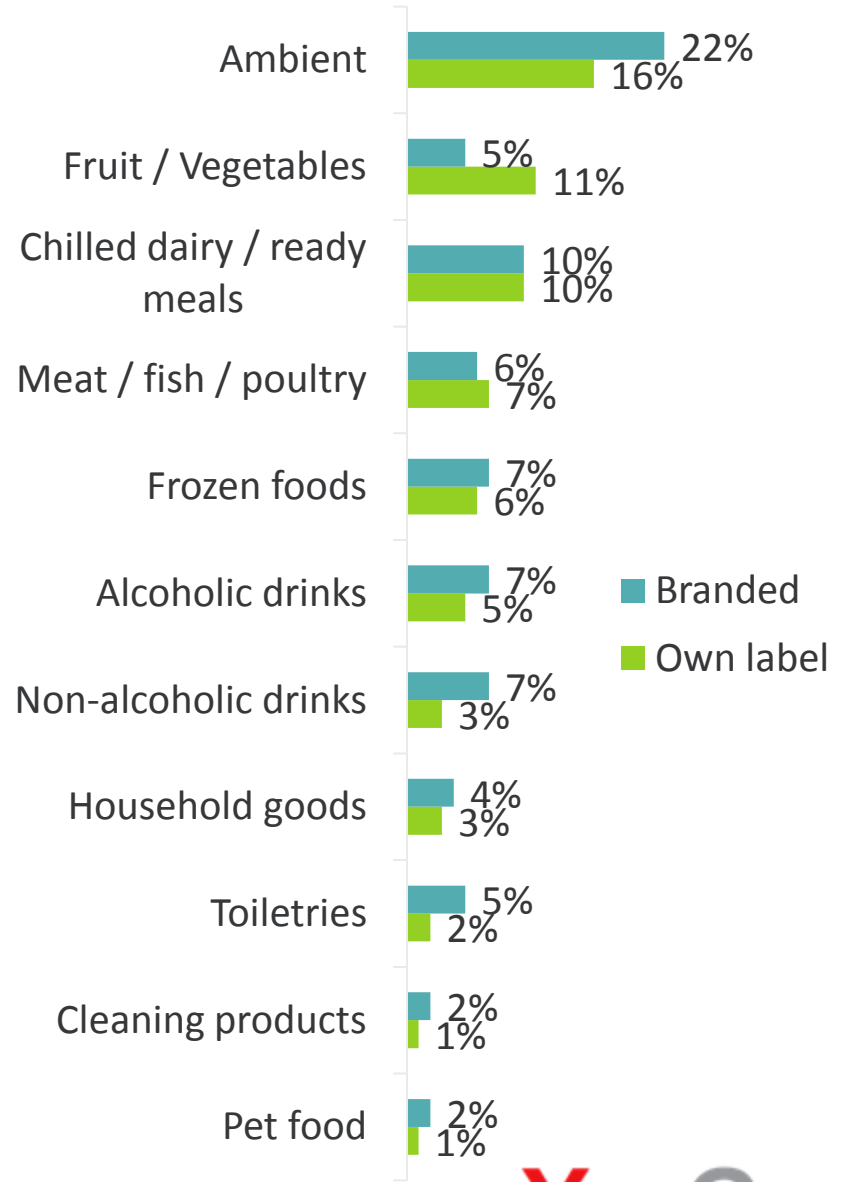 Ambient
22%
16%
Fruit / Vegetables
5%
11%
Chilled dairy / ready
meals
10%
10%
Meat / fish / poultry
6%
7%
Frozen foods
7%
6%
Alcoholic drinks
7%
5%
Branded
Own label
Non-alcoholic drinks
7%
3%
Household goods
4%
3%
Toiletries
5%
2%
Cleaning products
2%
1%
Pet food
2%
1%